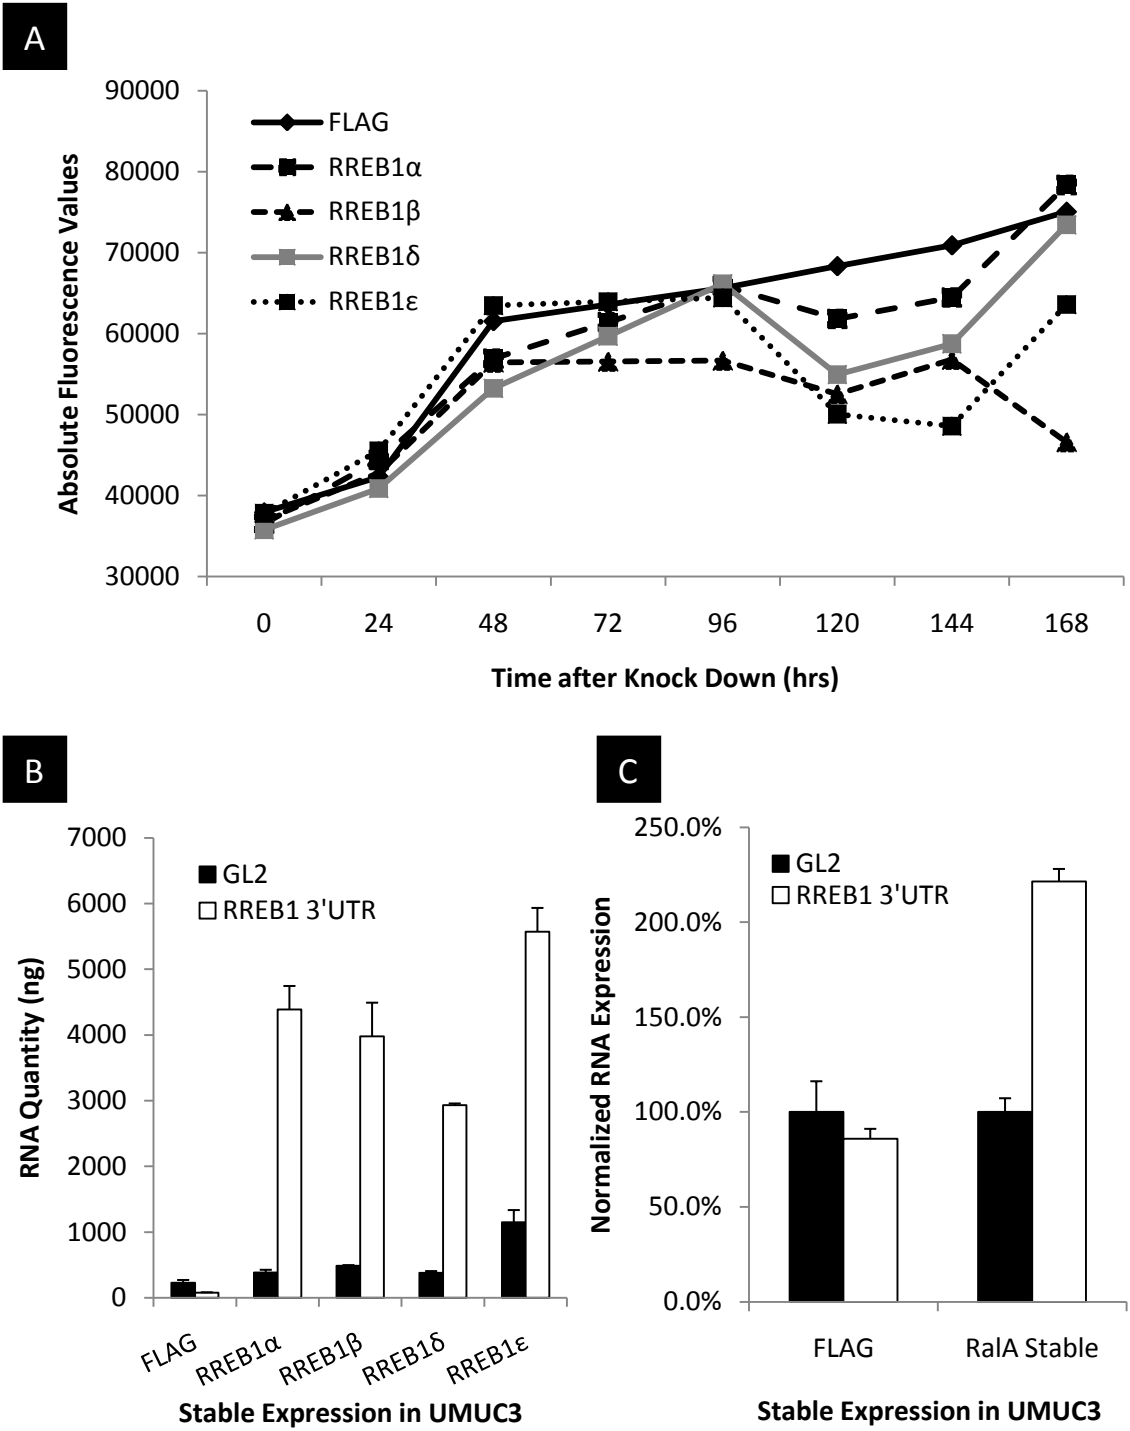 A
90000
80000
70000
60000
50000
40000
30000
Absolute Fluorescence Values
FLAG
RREB1α
RREB1β
RREB1δ
RREB1ε
0 24 48 72 96 120 144 168
Time after Knock Down (hrs)
B
7000
6000
5000
4000
3000
2000
1000
0
RNA Quantity (ng)
GL2
RREB1 3'UTR
FLAG RREB1α RREB1β RREB1δ RREB1ε
Stable Expression in UMUC3
C
250.0%
200.0%
150.0%
100.0%
50.0%
0.0%
Normalized RNA Expression
GL2
RREB1 3'UTR
FLAG RalA Stable
Stable Expression in UMUC3